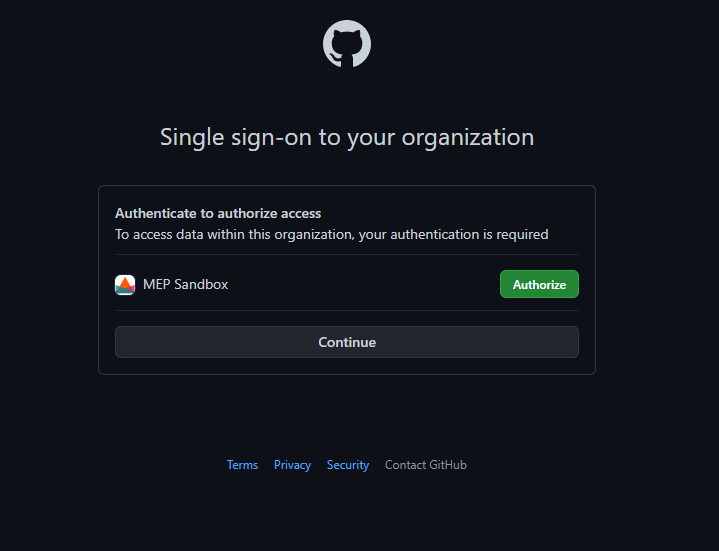 Single sign-on to your organization
Authenticate to authorize access
To access data within this organization, your authentication is required
MEP Sandbox
Authorize
Continue
Terms Privacy Security Contact GitHub